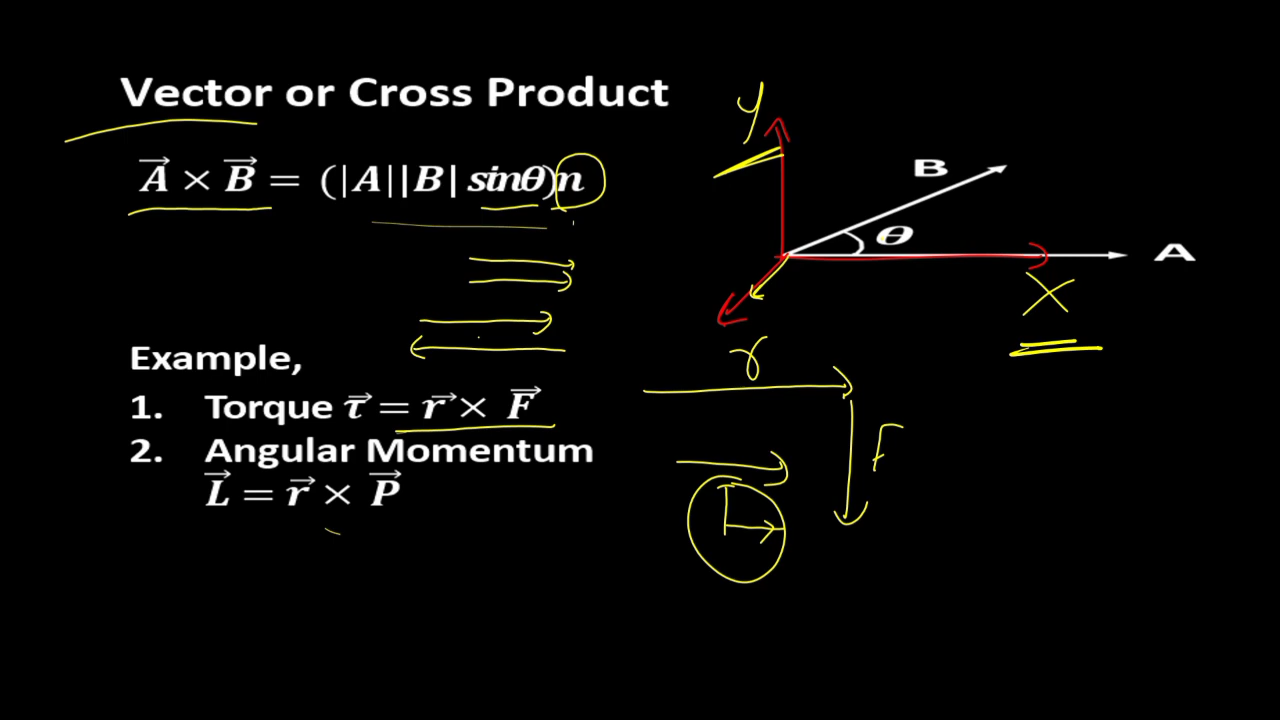 Vector or Cross Product
y
A⃗ × B⃗ = (|A||B| sinθ)n
B
θ
A
X
Example,
r
1. Torque τ⃗ = r⃗ × F⃗
F
2. Angular Momentum
L⃗ = r⃗ × P⃗